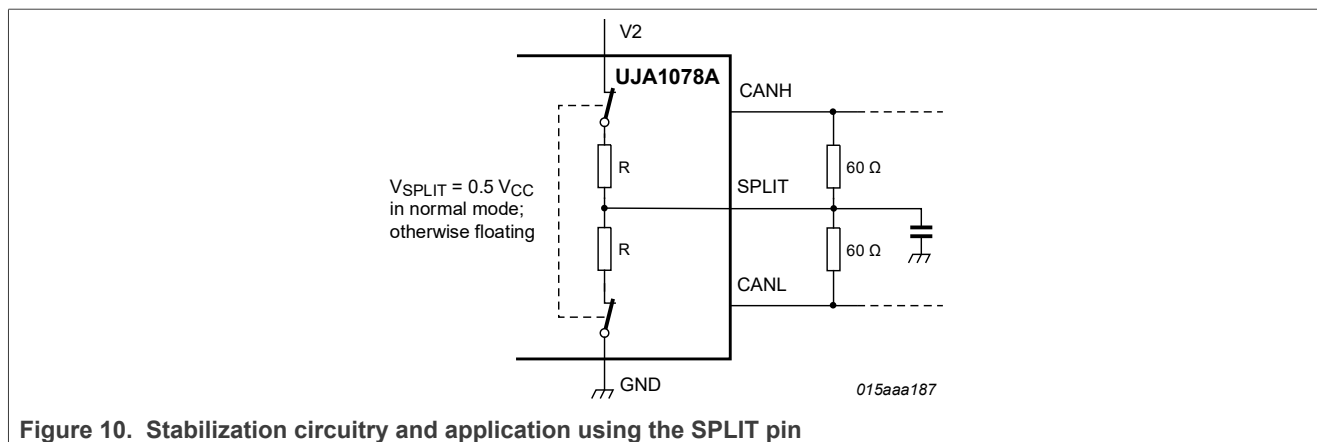 V2
UJA1078A
CANH
R
60 Ω
VSPLIT = 0.5 VCC
in normal mode;
otherwise floating
SPLIT
R
60 Ω
CANL
GND
015aaa187
Figure 10. Stabilization circuitry and application using the SPLIT pin